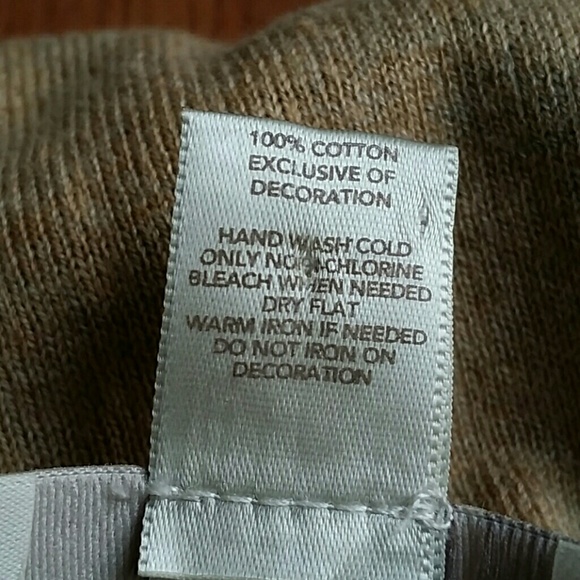 100% COTTON
EXCLUSIVE OF
DECORATION
HAND WASH COLD
ONLY NON-CHLORINE
BLEACH WHEN NEEDED
DRY FLAT
WARM IRON IF NEEDED
DO NOT IRON ON
DECORATION